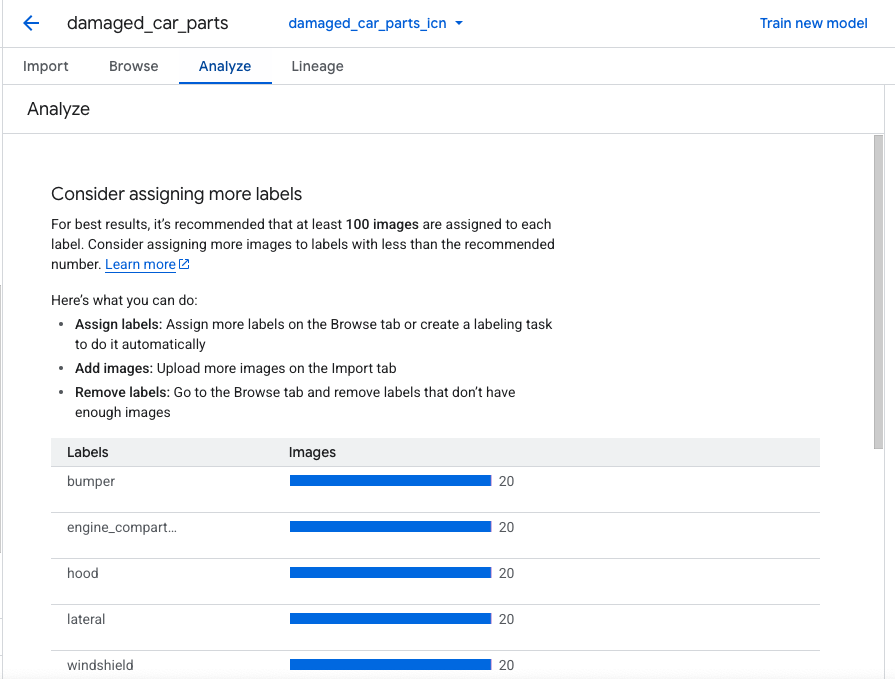 damaged_car_parts
damaged_car_parts_icn
Train new model
Import
Browse
Analyze
Lineage
Analyze
Consider assigning more labels
For best results, it’s recommended that at least 100 images are assigned to each
label. Consider assigning more images to labels with less than the recommended
number. Learn more
Here’s what you can do:
• Assign labels: Assign more labels on the Browse tab or create a labeling task
to do it automatically
• Add images: Upload more images on the Import tab
• Remove labels: Go to the Browse tab and remove labels that don’t have
enough images
Labels Images
bumper 20
engine_compart... 20
hood 20
lateral 20
windshield 20